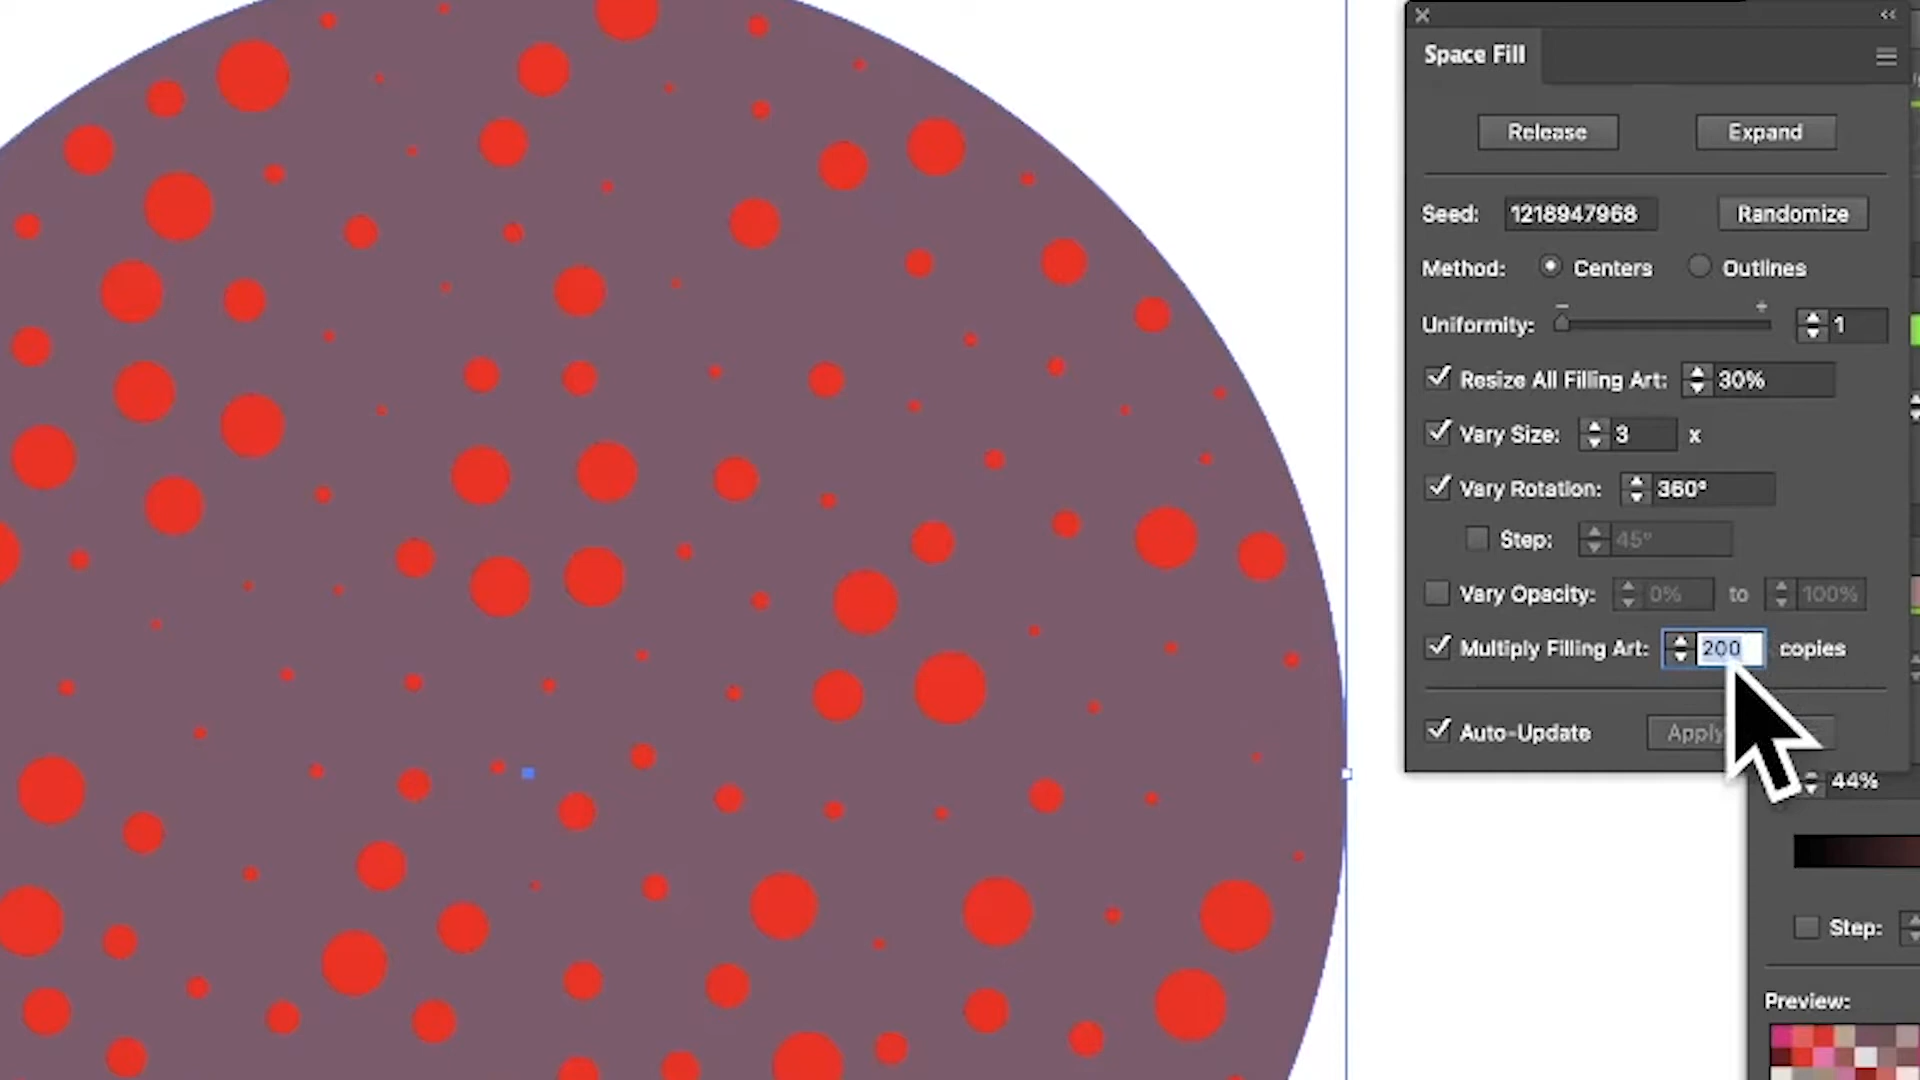 Space Fill
Release Expand
Seed: 1218947968 Randomize
Method: Centers Outlines
Uniformity: 1
Resize All Filling Art: 30%
Vary Size: 3 x
Vary Rotation: 360°
Step: 45°
Vary Opacity: 0% to 100%
Multiply Filling Art: 200 copies
Auto-Update Apply
44%
Step:
Preview: